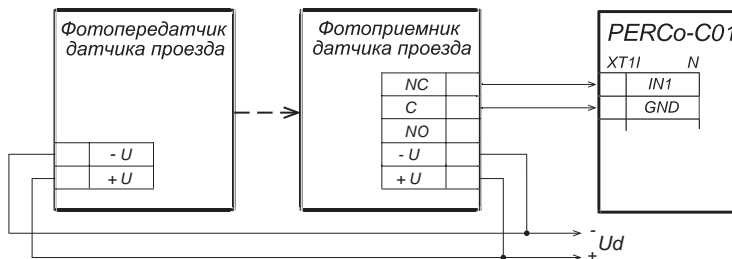 Фотопередатчик
датчика проезда
- U
+ U
Фотоприемник
датчика проезда
NC
C
NO
- U
+ U
PERCo-C01
XT1I N
IN1
GND
-
Ud
+